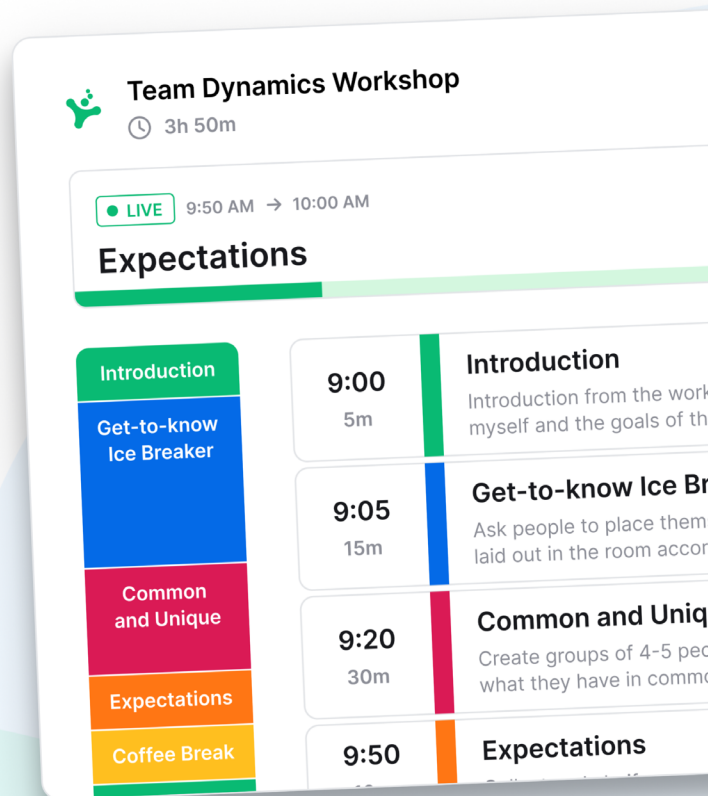 Team Dynamics Workshop
3h 50m
LIVE 9:50 AM → 10:00 AM
Expectations
Introduction
Get-to-know
Ice Breaker
Common
and Unique
Expectations
Coffee Break
9:00
5m
Introduction
Introduction from the work
myself and the goals of th
9:05
15m
Get-to-know Ice Br
Ask people to place them
laid out in the room accor
9:20
30m
Common and Uniq
Create groups of 4-5 peo
what they have in commo
9:50
Expectations